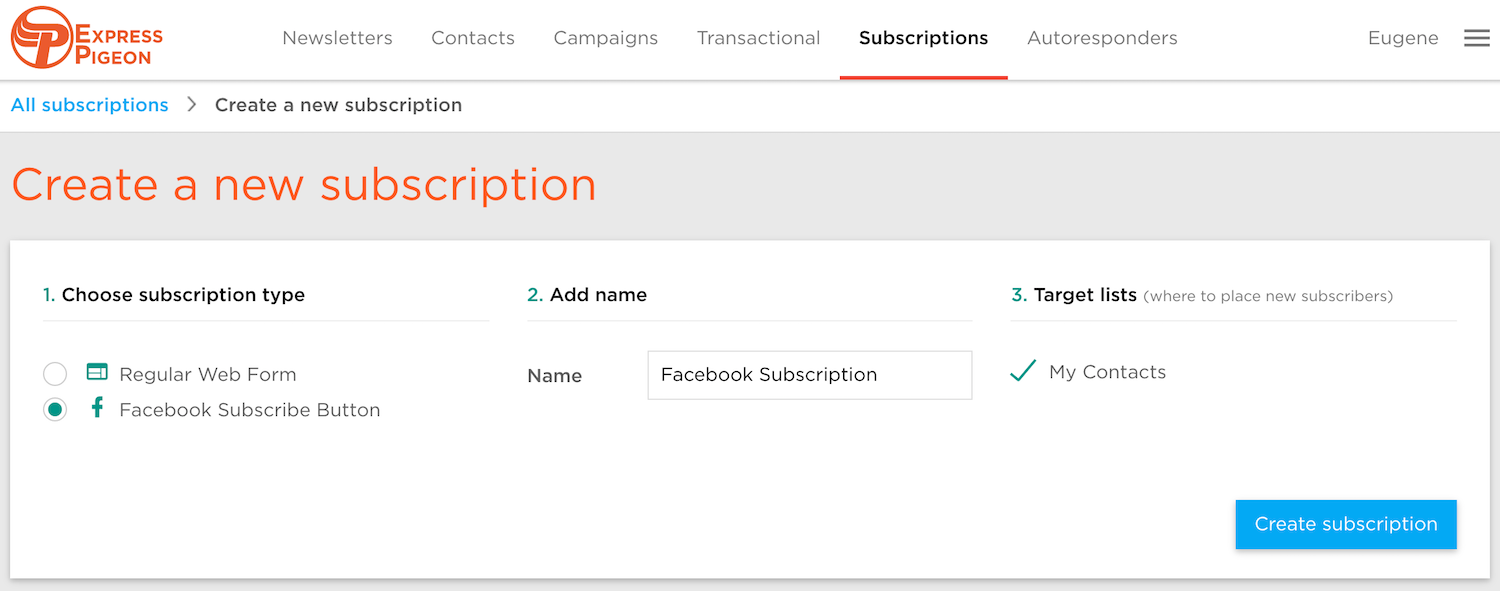 EXPRESS
PIGEON
Newsletters Contacts Campaigns Transactional Subscriptions Autoresponders Eugene
All subscriptions > Create a new subscription
Create a new subscription
1. Choose subscription type
Regular Web Form
Facebook Subscribe Button
2. Add name
Name Facebook Subscription
3. Target lists (where to place new subscribers)
My Contacts
Create subscription